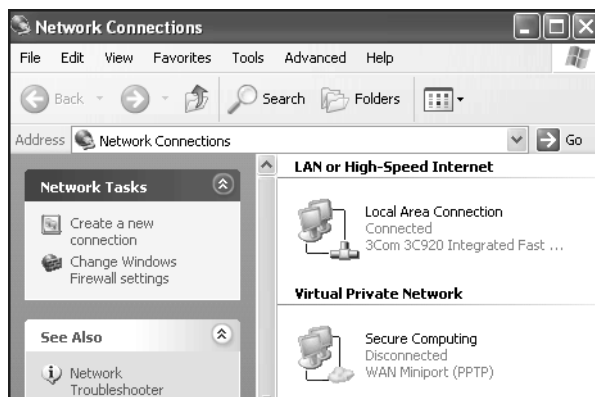 Network Connections
File Edit View Favorites Tools Advanced Help
Back Search Folders
Address Network Connections Go
Network Tasks
Create a new
connection
Change Windows
Firewall settings
See Also
Network
Troubleshooter
LAN or High-Speed Internet
Local Area Connection
Connected
3Com 3C920 Integrated Fast ...
Virtual Private Network
Secure Computing
Disconnected
WAN Miniport (PPTP)